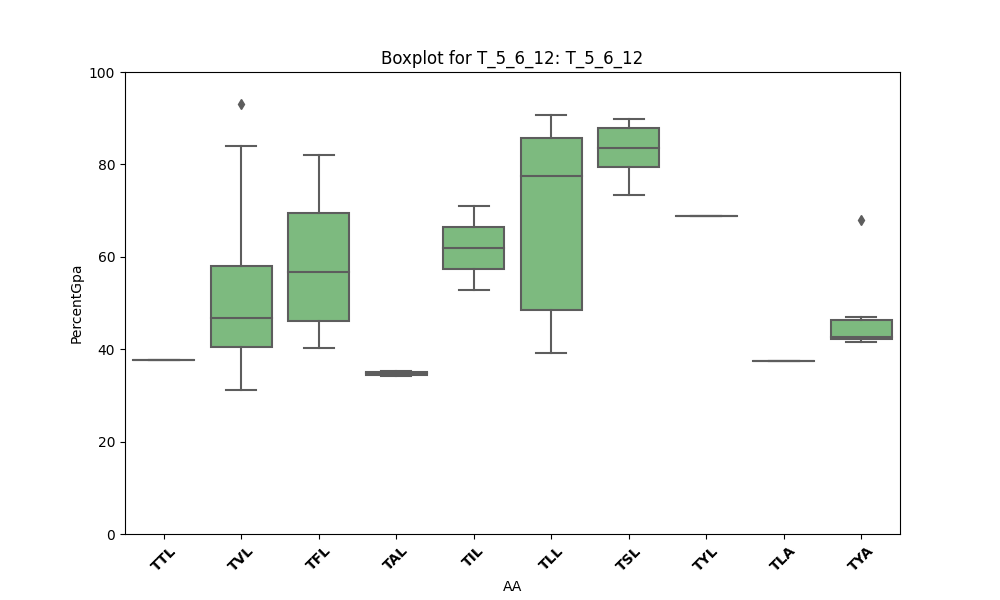 Boxplot for T_5_6_12: T_5_6_12
100
80
60
40
20
0
PercentGpa
TTL TVL TFL TAL TIL TLL TSL TYL TLA TYA
AA